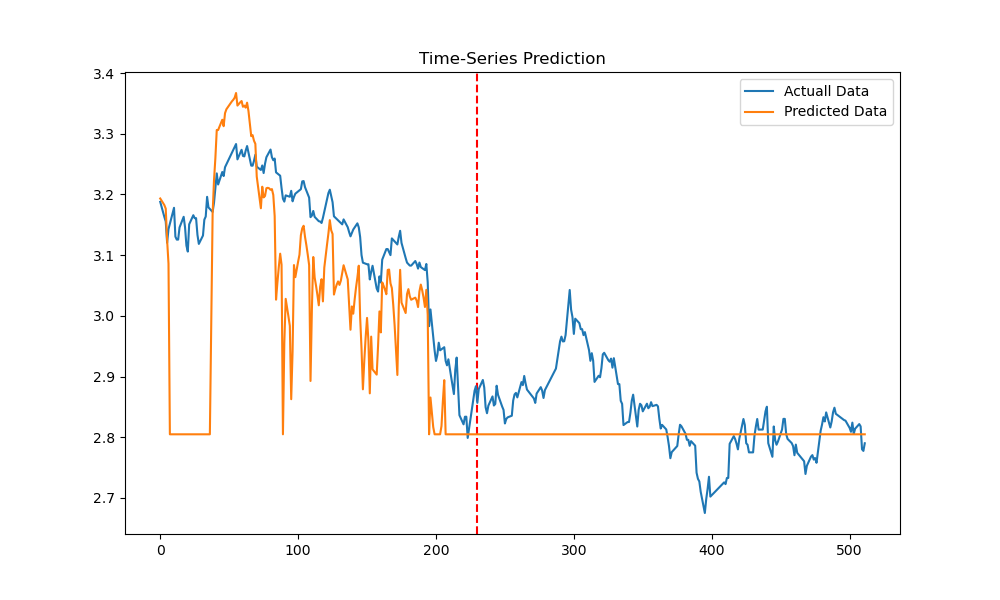 Time-Series Prediction
Actuall Data
Predicted Data
3.4
3.3
3.2
3.1
3.0
2.9
2.8
2.7
0 100 200 300 400 500